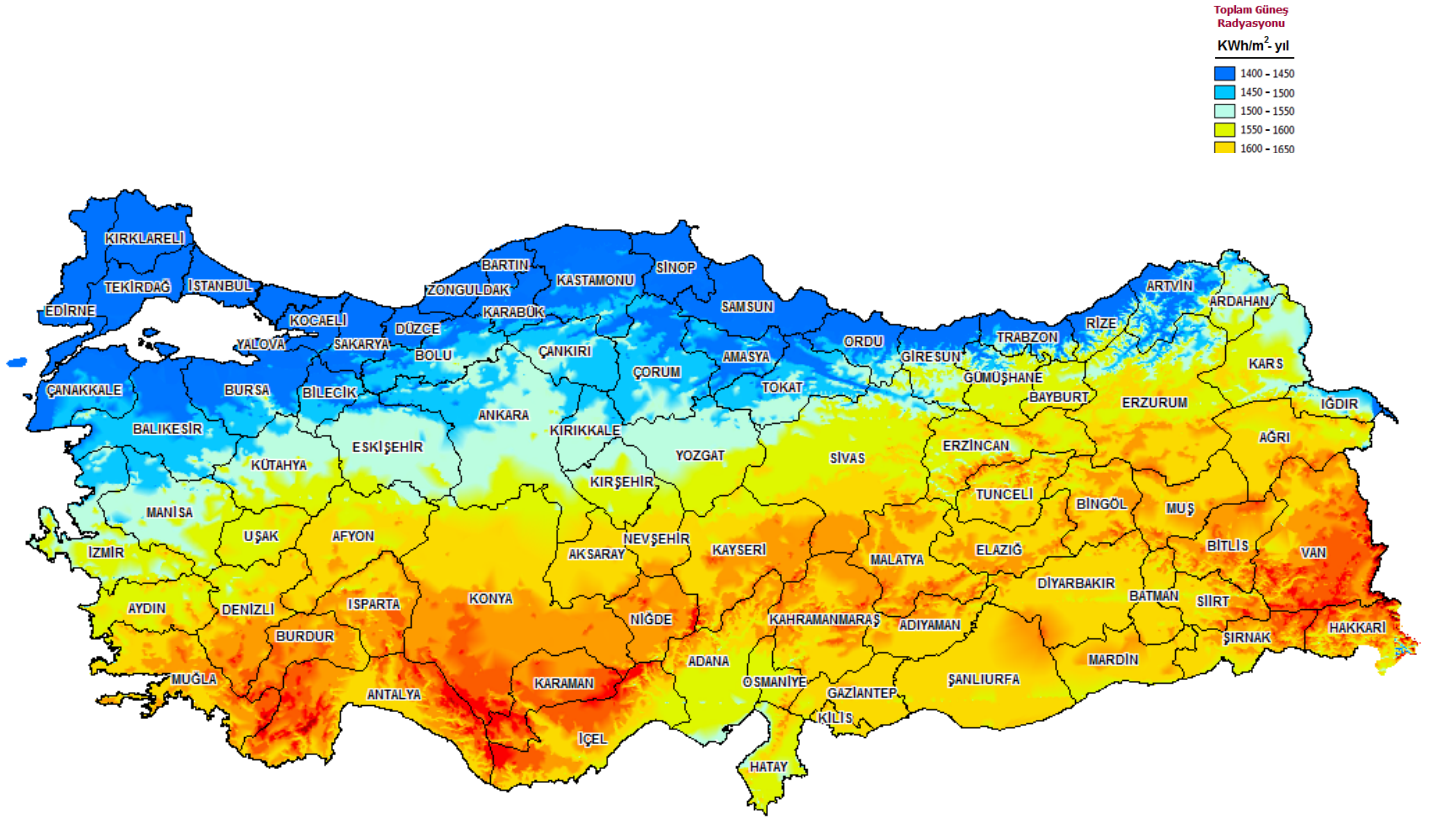 Toplam Güneş
Radyasyonu
KWh/m²- yıl
1400 - 1450
1450 - 1500
1500 - 1550
1550 - 1600
1600 - 1650
KIRKLARELİ
TEKİRDAĞ
İSTANBUL
EDİRNE
KOCAELİ
YALOVA
SAKARYA
DÜZCE
ZONGULDAK
BARTIN
KARABÜK
KASTAMONU
SİNOP
SAMSUN
BOLU
ÇANKIRI
ÇORUM
AMASYA
TOKAT
ORDU
GİRESUN
TRABZON
RİZE
ARTVİN
ARDAHAN
GÜMÜŞHANE
BAYBURT
ERZURUM
KARS
IĞDIR
AĞRI
ÇANAKKALE
BURSA
BİLECİK
BALIKESİR
KÜTAHYA
ESKİŞEHİR
ANKARA
KIRIKKALE
YOZGAT
KIRŞEHİR
SİVAS
ERZİNCAN
TUNCELİ
BİNGÖL
MUŞ
MANİSA
İZMİR
UŞAK
AFYON
AKSARAY
NEVŞEHİR
KAYSERİ
MALATYA
ELAZIĞ
BİTLİS
VAN
AYDIN
DENİZLİ
ISPARTA
BURDUR
KONYA
NİĞDE
KAHRAMANMARAŞ
ADIYAMAN
DİYARBAKIR
BATMAN
SİİRT
ŞIRNAK
HAKKARİ
MUĞLA
ANTALYA
KARAMAN
İÇEL
ADANA
OSMANİYE
GAZİANTEP
KİLİS
ŞANLIURFA
MARDİN
HATAY